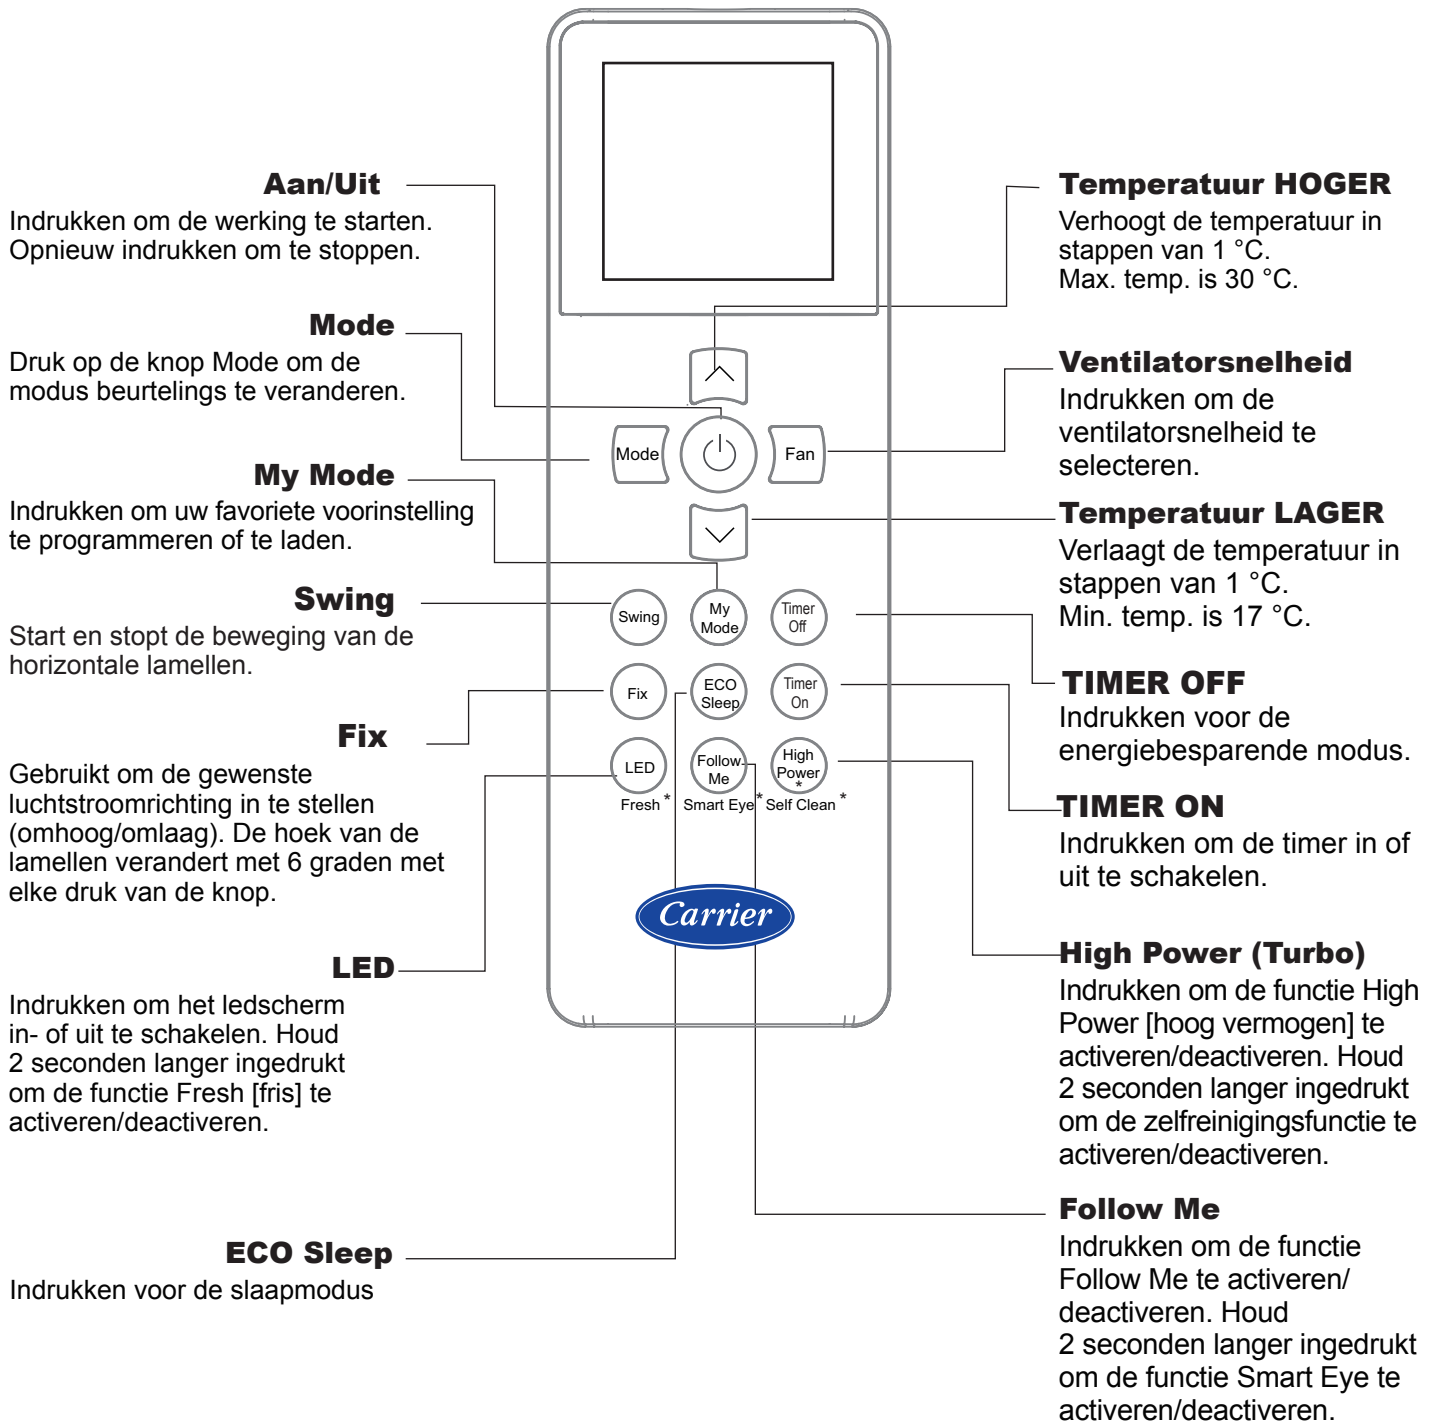 Aan/Uit
Indrukken om de werking te starten.
Opnieuw indrukken om te stoppen.
Mode
Druk op de knop Mode om de
modus beurtelings te veranderen.
My Mode
Indrukken om uw favoriete voorinstelling
te programmeren of te laden.
Swing
Start en stopt de beweging van de
horizontale lamellen.
Fix
Gebruikt om de gewenste
luchtstroomrichting in te stellen
(omhoog/omlaag). De hoek van de
lamellen verandert met 6 graden met
elke druk van de knop.
LED
Indrukken om het ledscherm
in- of uit te schakelen. Houd
2 seconden langer ingedrukt
om de functie Fresh [fris] te
activeren/deactiveren.
ECO Sleep
Indrukken voor de slaapmodus
Mode
Fan
Swing
My
Mode
Timer
Off
Fix
ECO
Sleep
Timer
On
LED
Follow
Me
High
Power
*
Fresh *
Smart Eye *
Self Clean *
Carrier
Temperatuur HOGER
Verhoogt de temperatuur in
stappen van 1 °C.
Max. temp. is 30 °C.
Ventilatorsnelheid
Indrukken om de
ventilatorsnelheid te
selecteren.
Temperatuur LAGER
Verlaagt de temperatuur in
stappen van 1 °C.
Min. temp. is 17 °C.
TIMER OFF
Indrukken voor de
energiebesparende modus.
TIMER ON
Indrukken om de timer in of
uit te schakelen.
High Power (Turbo)
Indrukken om de functie High
Power [hoog vermogen] te
activeren/deactiveren. Houd
2 seconden langer ingedrukt
om de zelfreinigingsfunctie te
activeren/deactiveren.
Follow Me
Indrukken om de functie
Follow Me te activeren/
deactiveren. Houd
2 seconden langer ingedrukt
om de functie Smart Eye te
activeren/deactiveren.